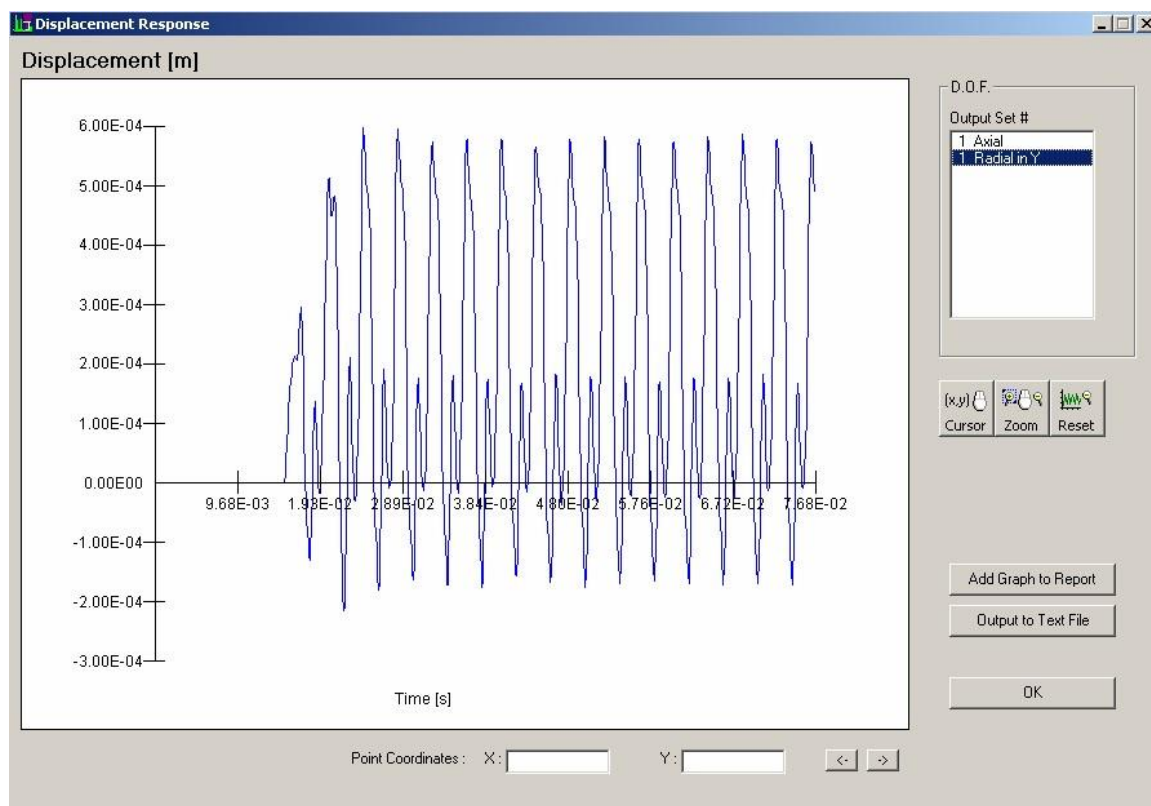 Displacement Response
Displacement [m]
6.00E-04
5.00E-04
4.00E-04
3.00E-04
2.00E-04
1.00E-04
0.00E00
-1.00E-04
-2.00E-04
-3.00E-04
9.68E-03 1.93E-02 2.89E-02 3.84E-02 4.80E-02 5.76E-02 6.72E-02 7.68E-02
Time [s]
D.O.F.
Output Set #
1 Axial
1 Radial in Y
(x,y)
Cursor Zoom Reset
Add Graph to Report
Output to Text File
OK
Point Coordinates : X : Y : <- ->